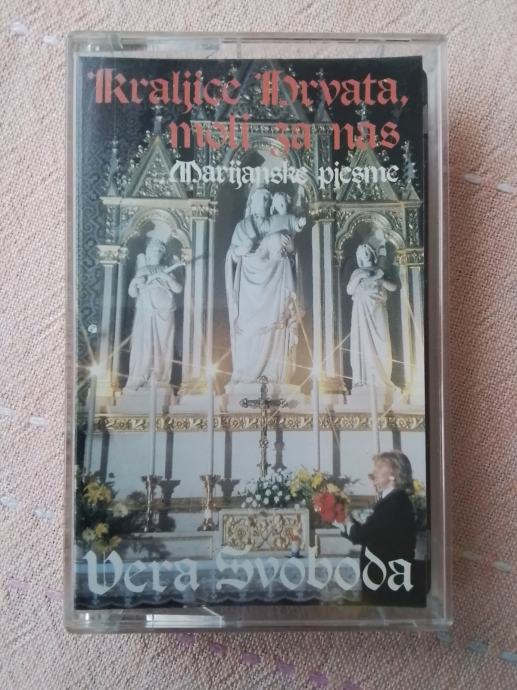 Kraljice Hrvata,
moli za nas
Marijanske pjesme
Vera Svoboda